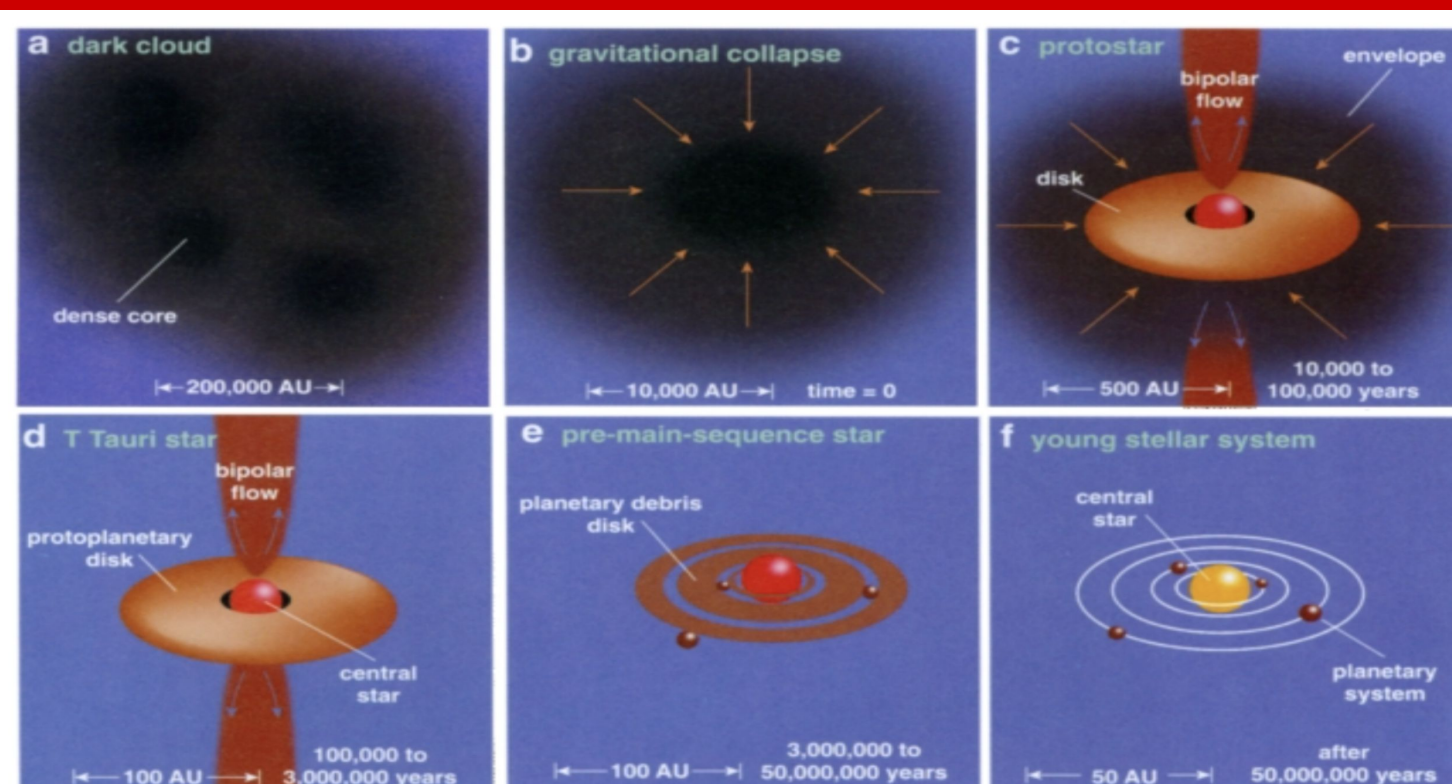 a dark cloud
dense core
200,000 AU
b gravitational collapse
10,000 AU time = 0
c protostar
envelope
bipolar
flow
disk
500 AU
10,000 to
100,000 years
d T Tauri star
bipolar
flow
protoplanetary
disk
central
star
100 AU
100,000 to
3,000,000 years
e pre-main-sequence star
planetary debris
disk
100 AU
3,000,000 to
50,000,000 years
f young stellar system
central
star
planetary
system
50 AU
after
50,000,000 years